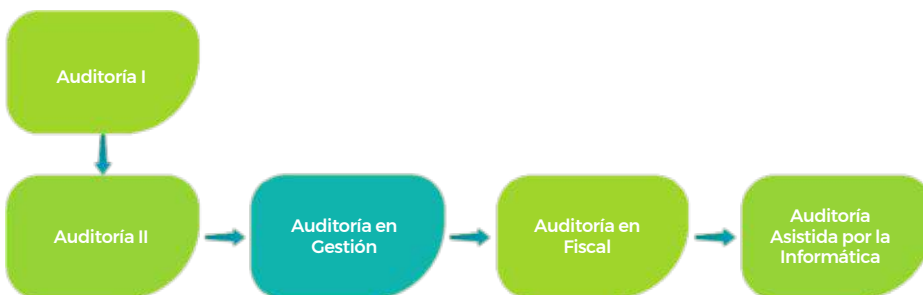 Auditoría I
Auditoría II
Auditoría en
Gestión
Auditoría en
Fiscal
Auditoría
Asistida por la
Informática